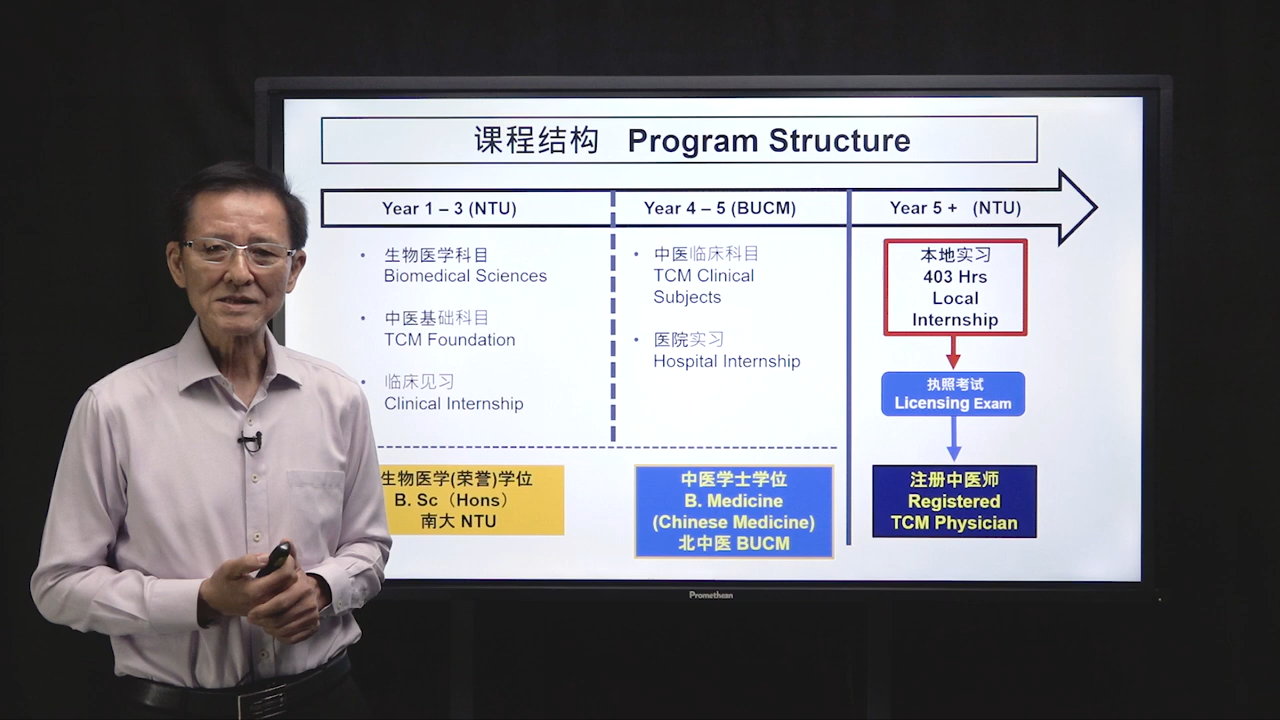 课程结构 Program Structure
Year 1 – 3 (NTU)
Year 4 – 5 (BUCM)
Year 5 + (NTU)
• 生物医学科目
Biomedical Sciences
• 中医基础科目
TCM Foundation
• 临床见习
Clinical Internship
• 中医临床科目
TCM Clinical
Subjects
• 医院实习
Hospital Internship
本地实习
403 Hrs
Local
Internship
执照考试
Licensing Exam
生物医学(荣誉)学位
B. Sc（Hons）
南大 NTU
中医学士学位
B. Medicine
(Chinese Medicine)
北中医 BUCM
注册中医师
Registered
TCM Physician
Promethean